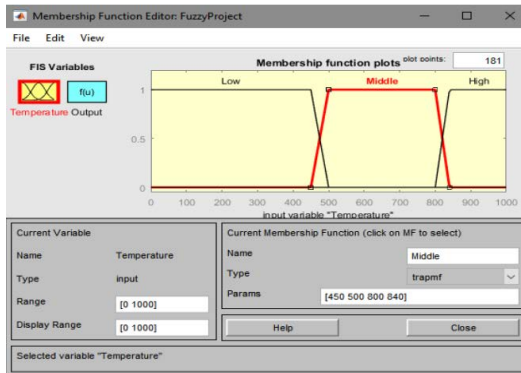 Membership Function Editor: FuzzyProject
File Edit View
FIS Variables
Membership function plots
plot points:
181
f(u)
Temperature Output
Low Middle High
1
0.5
0
0 100 200 300 400 500 600 700 800 900 1000
input variable "Temperature"
Current Variable
Name Temperature
Type input
Range [0 1000]
Display Range [0 1000]
Current Membership Function (click on MF to select)
Name Middle
Type trapmf
Params [450 500 800 840]
Help Close
Selected variable "Temperature"